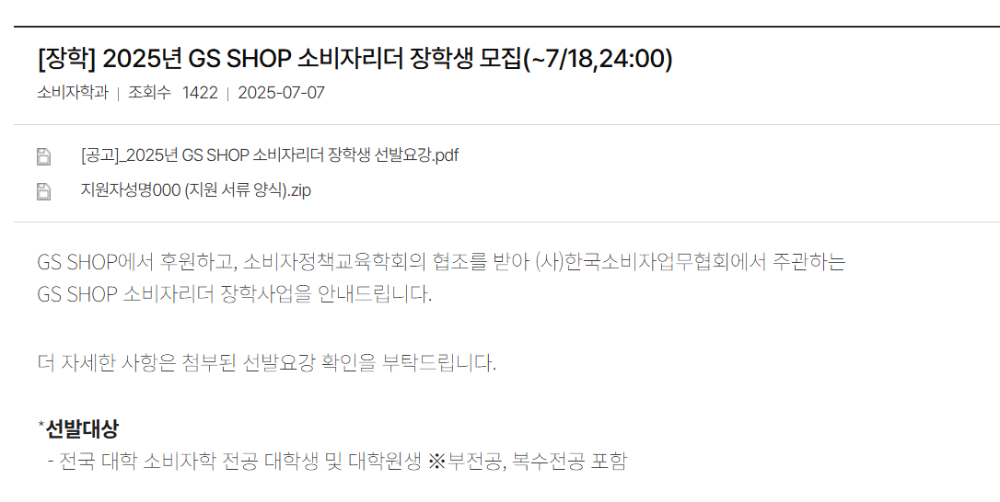 [장학] 2025년 GS SHOP 소비자리더 장학생 모집(~7/18,24:00)
소비자학과 | 조회수 1422 | 2025-07-07
[공고]_2025년 GS SHOP 소비자리더 장학생 선발요강.pdf
지원자성명000 (지원 서류 양식).zip
GS SHOP에서 후원하고, 소비자정책교육학회의 협조를 받아 (사)한국소비자업무협회에서 주관하는
GS SHOP 소비자리더 장학사업을 안내드립니다.
더 자세한 사항은 첨부된 선발요강 확인을 부탁드립니다.
*선발대상
- 전국 대학 소비자학 전공 대학생 및 대학원생 ※부전공, 복수전공 포함